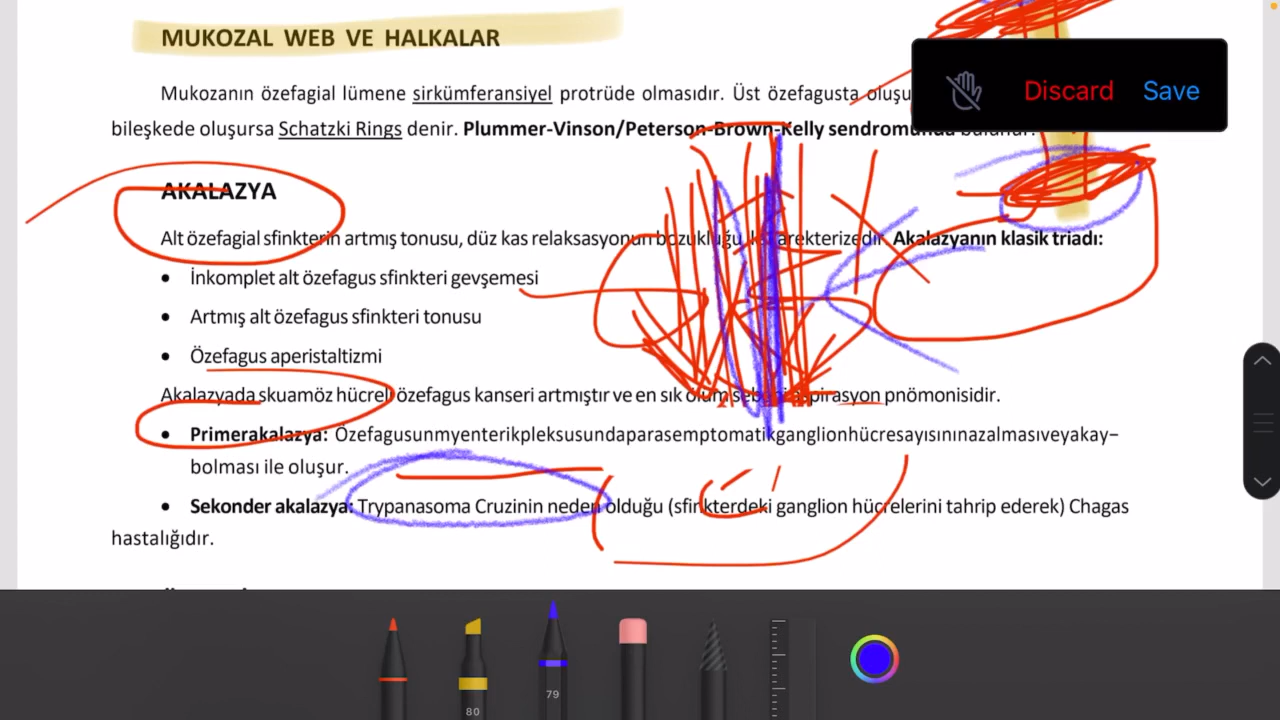 MUKOZAL WEB VE HALKALAR
Mukozanın özefagial lümene sirkümferansiyel protrüde olmasıdır. Üst özefagusta oluşu
Discard Save
bileşkede oluşursa Schatzki Rings denir. Plummer-Vinson/Peterson-Brown-Kelly sendromunda bulunur.
AKALAZYA
Alt özefagial sfinkterin artmış tonusu, düz kas relaksasyonun bozukluğu karakterizedir. Akalazyanın klasik triadı:
• İnkomplet alt özefagus sfinkteri gevşemesi
• Artmış alt özefagus sfinkteri tonusu
• Özefagus aperistaltizmi
Akalazyada skuamöz hücreli özefagus kanseri artmıştır ve en sık ölüm sebebi aspirasyon pnömonisidir.
• Primerakalazya: Özefagusunmyenterikpleksusundaparasemptomatikganglionhücresayısınınazalmasıveyakay–
bolması ile oluşur.
• Sekonder akalazya: Trypanasoma Cruzinin neden olduğu (sfinkterdeki ganglion hücrelerini tahrip ederek) Chagas
hastalığıdır.
80
79